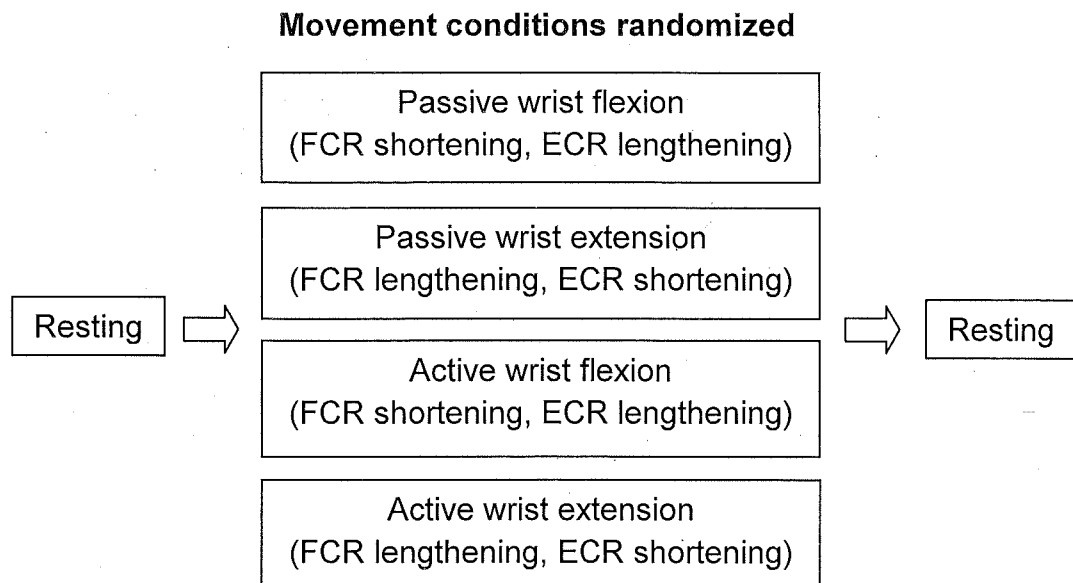 Movement conditions randomized
Passive wrist flexion
(FCR shortening, ECR lengthening)
Passive wrist extension
(FCR lengthening, ECR shortening)
Resting
Resting
Active wrist flexion
(FCR shortening, ECR lengthening)
Active wrist extension
(FCR lengthening, ECR shortening)